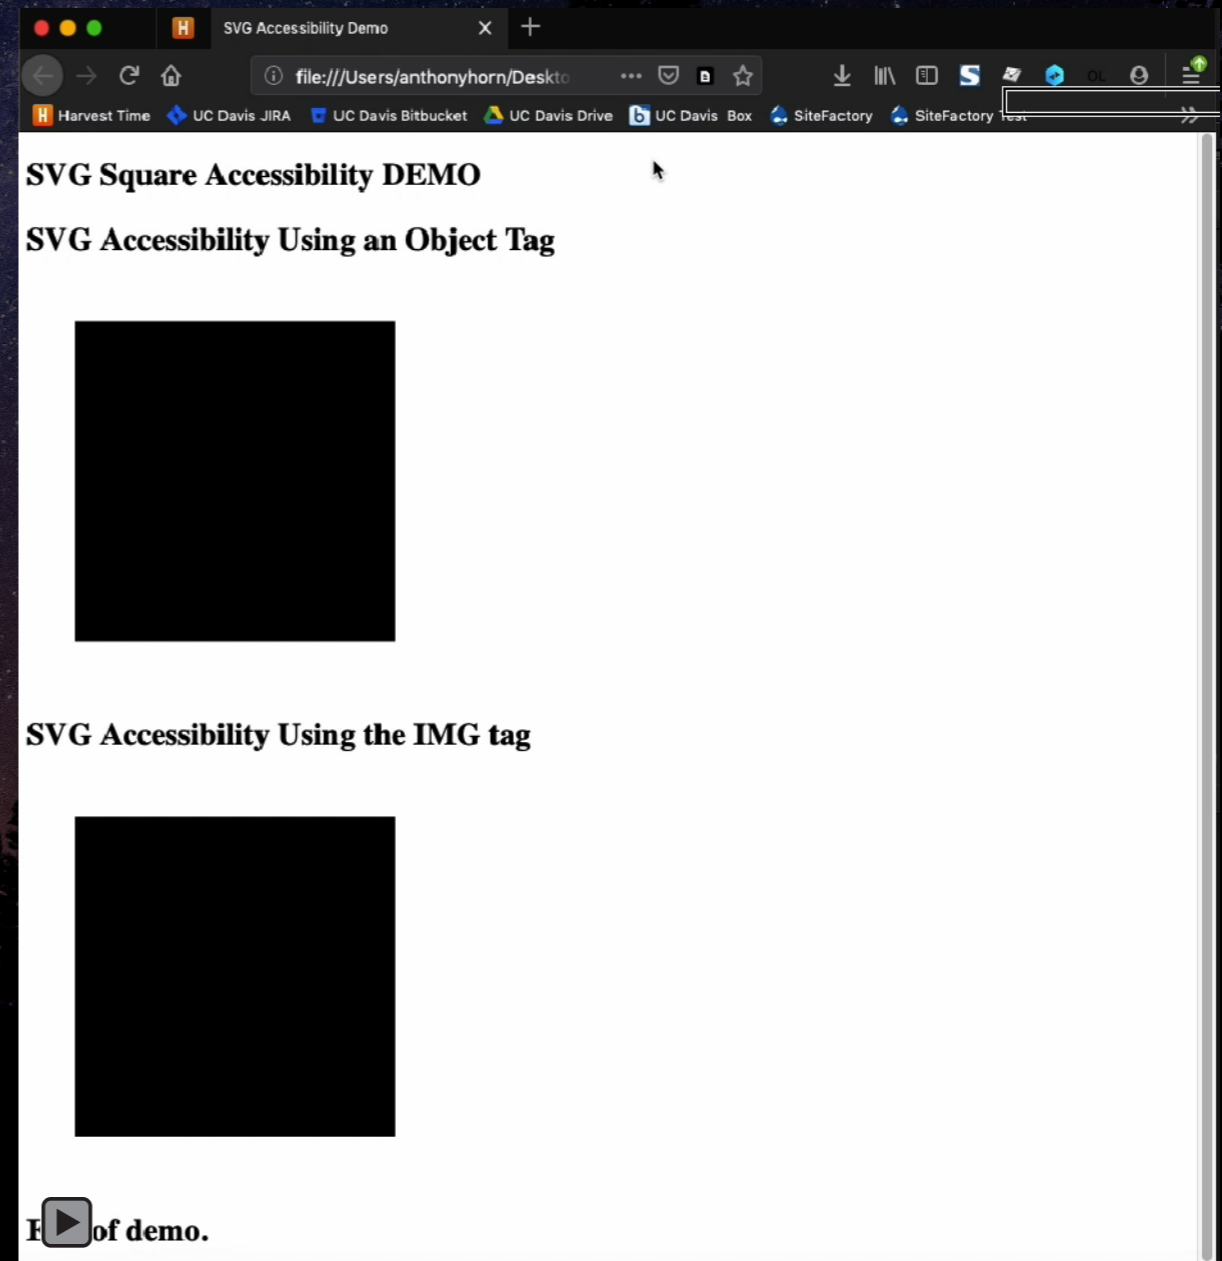 SVG Accessibility Demo
file:///Users/anthonyhorn/Deskto
OL
Harvest Time UC Davis JIRA UC Davis Bitbucket UC Davis Drive UC Davis Box SiteFactory SiteFactory Test
SVG Square Accessibility DEMO
SVG Accessibility Using an Object Tag
SVG Accessibility Using the IMG tag
of demo.